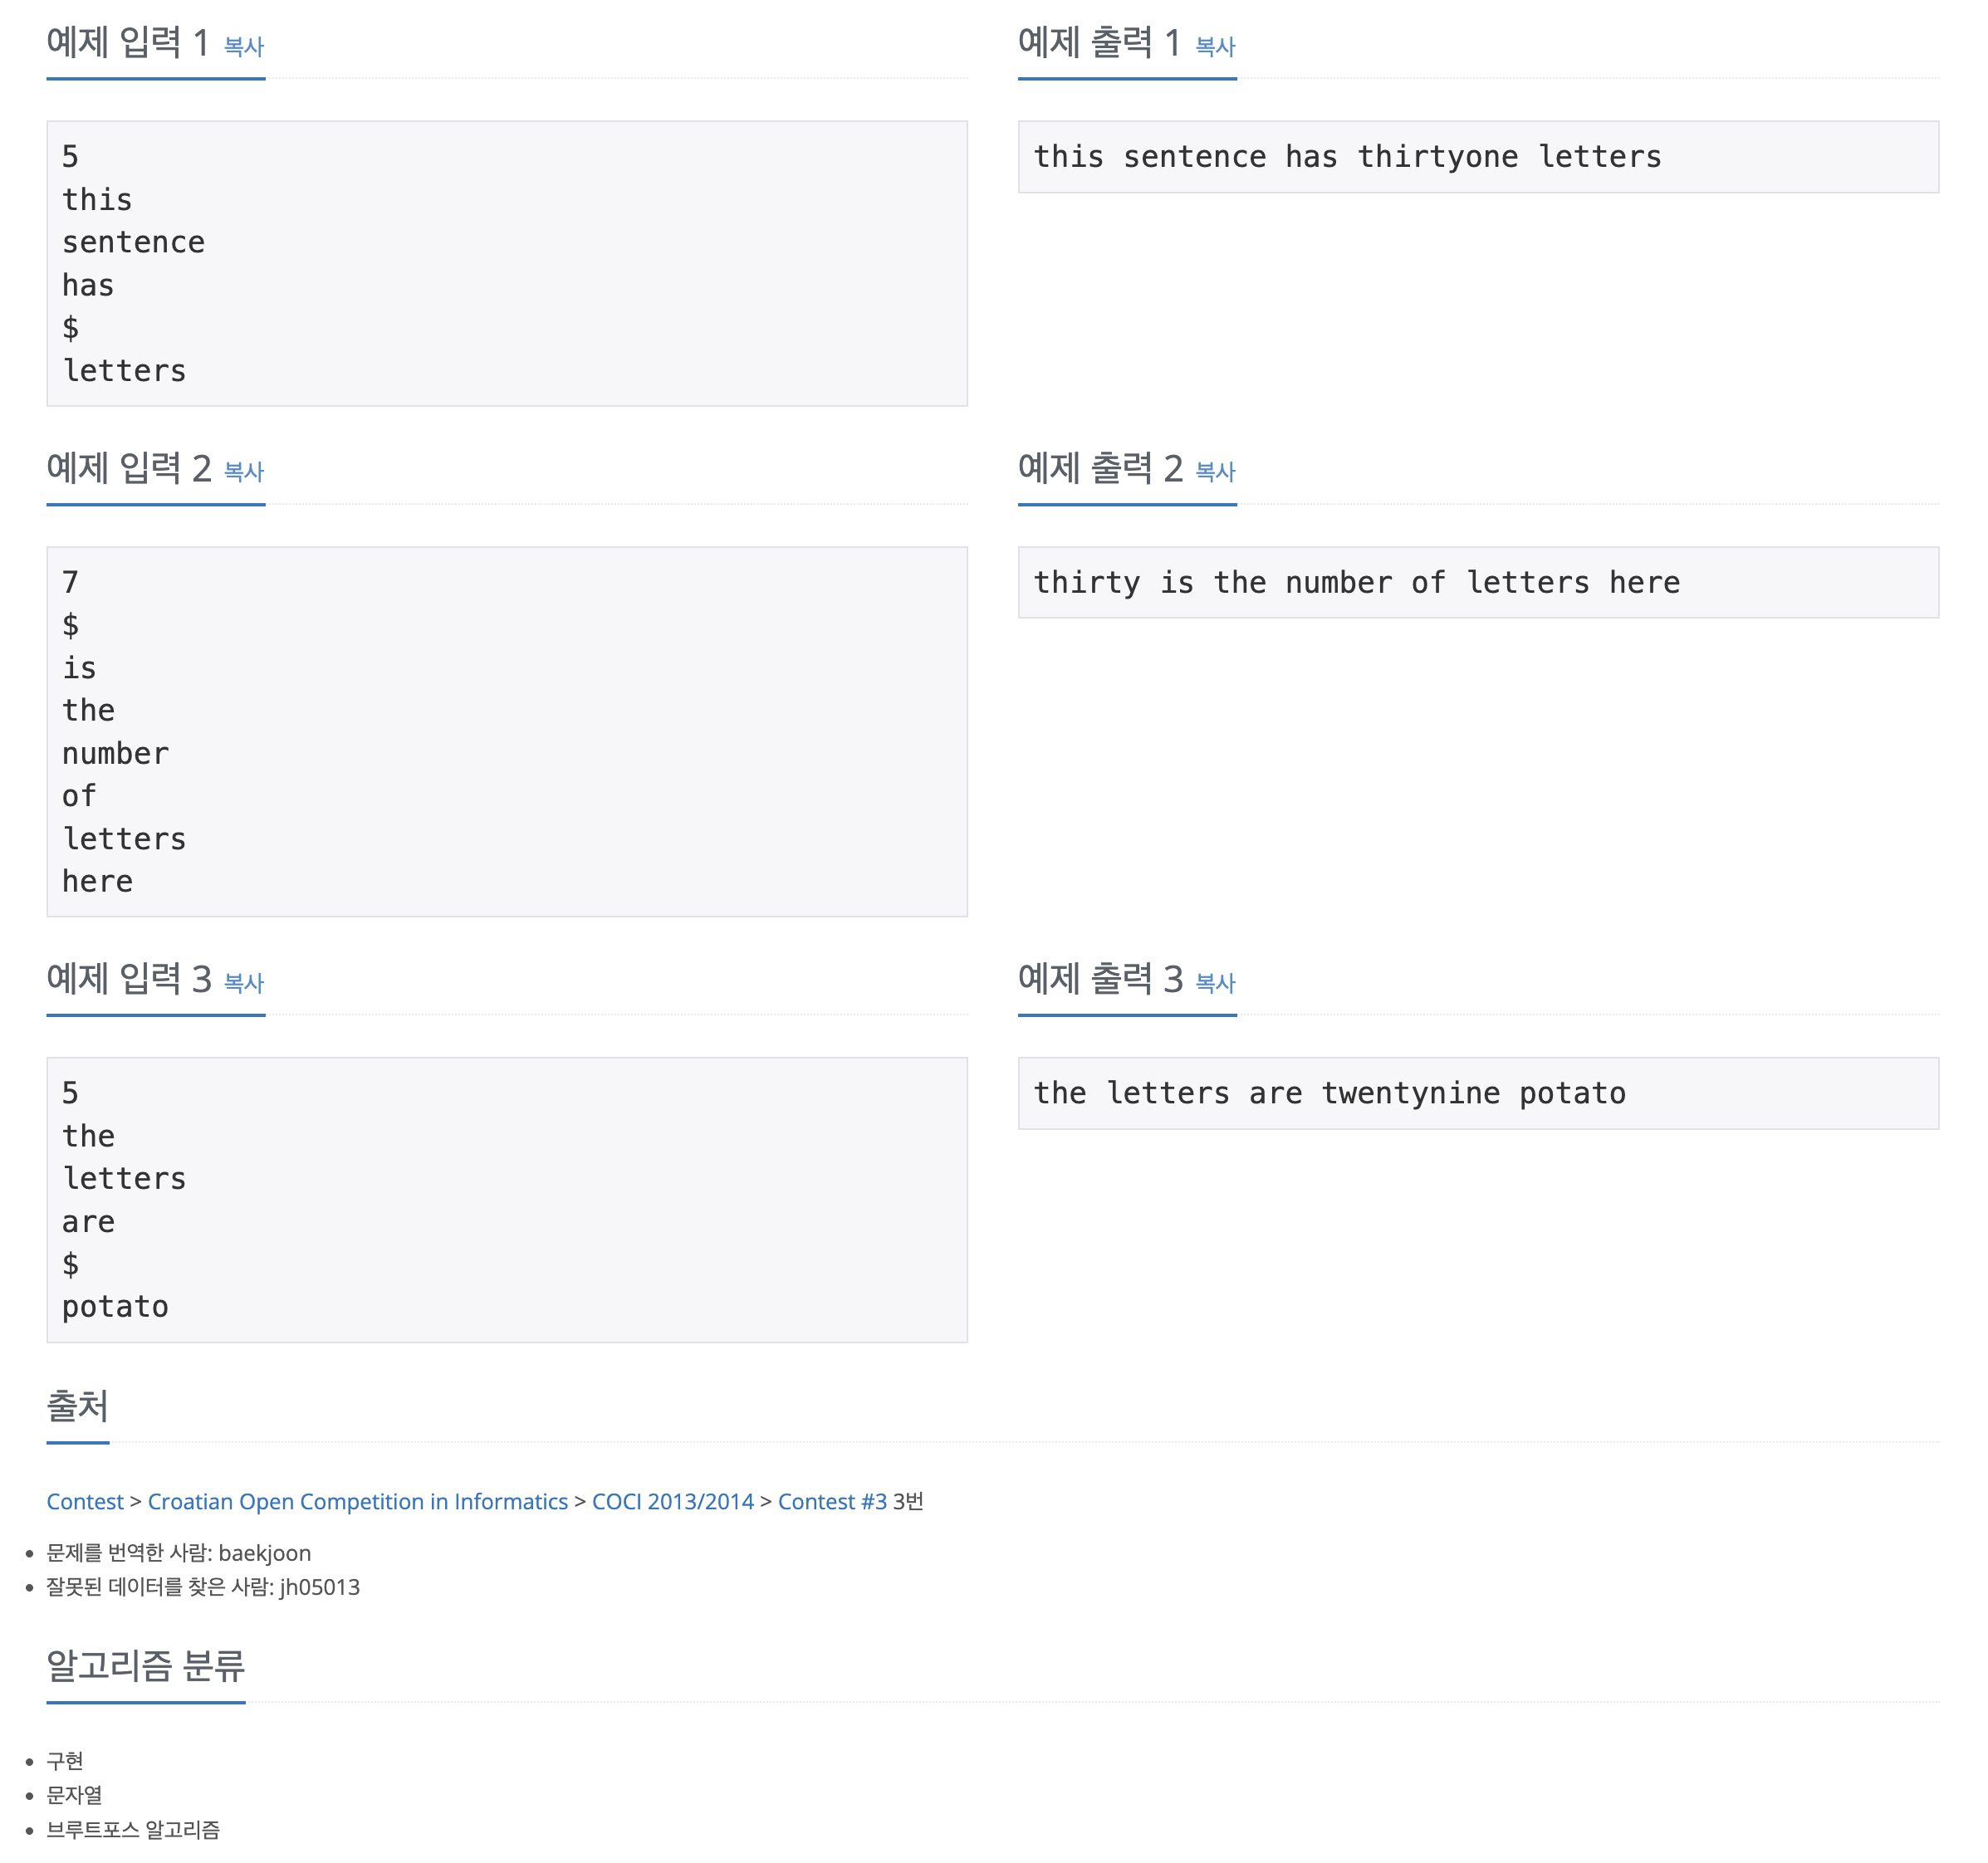 예제 입력 1 복사
5
this
sentence
has
$
letters
예제 출력 1 복사
this sentence has thirtyone letters
예제 입력 2 복사
7
$
is
the
number
of
letters
here
예제 출력 2 복사
thirty is the number of letters here
예제 입력 3 복사
5
the
letters
are
$
potato
예제 출력 3 복사
the letters are twentynine potato
출처
Contest > Croatian Open Competition in Informatics > COCI 2013/2014 > Contest #3 3번
• 문제를 번역한 사람: baekjoon
• 잘못된 데이터를 찾은 사람: jh05013
알고리즘 분류
• 구현
• 문자열
• 브루트포스 알고리즘